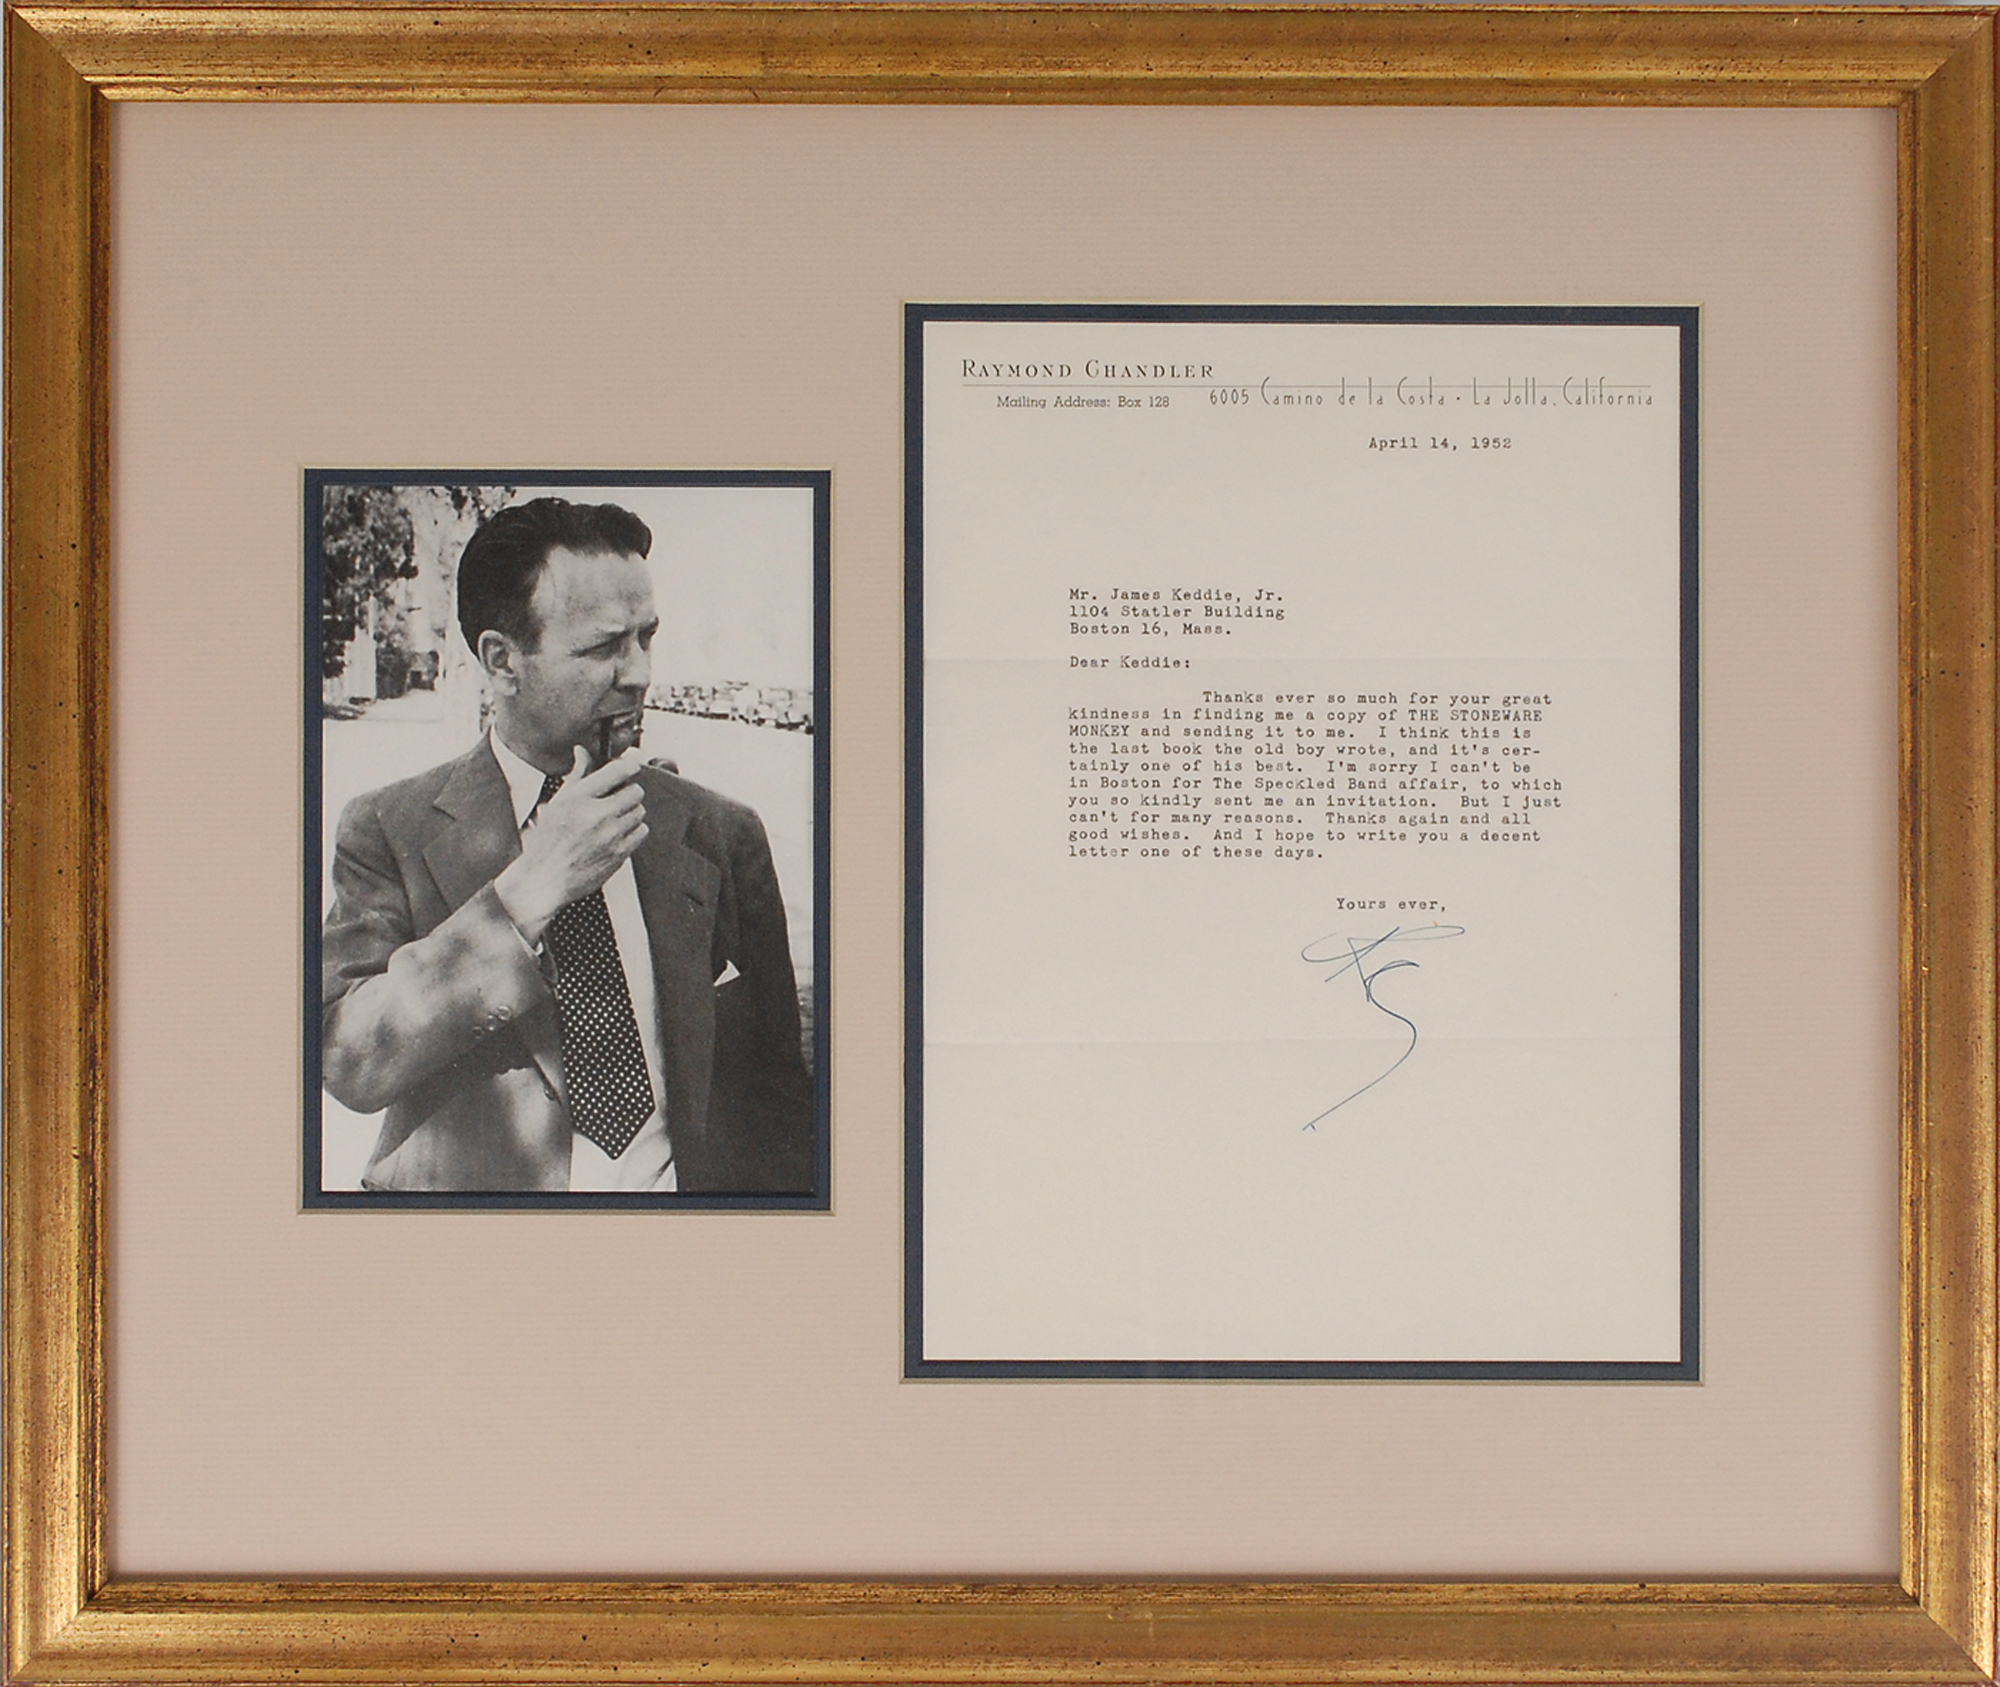 RAYMOND CHANDLER
Mailing Address: Box 128
6005 Camino de la Costa · La Jolla, California
April 14, 1952
Mr. James Keddie, Jr.
1104 Statler Building
Boston 16, Mass.
Dear Keddie:
Thanks ever so much for your great
kindness in finding me a copy of THE STONEWARE
MONKEY and sending it to me. I think this is
the last book the old boy wrote, and it's cer-
tainly one of his best. I'm sorry I can't be
in Boston for The Speckled Band affair, to which
you so kindly sent me an invitation. But I just
can't for many reasons. Thanks again and all
good wishes. And I hope to write you a decent
letter one of these days.
Yours ever,